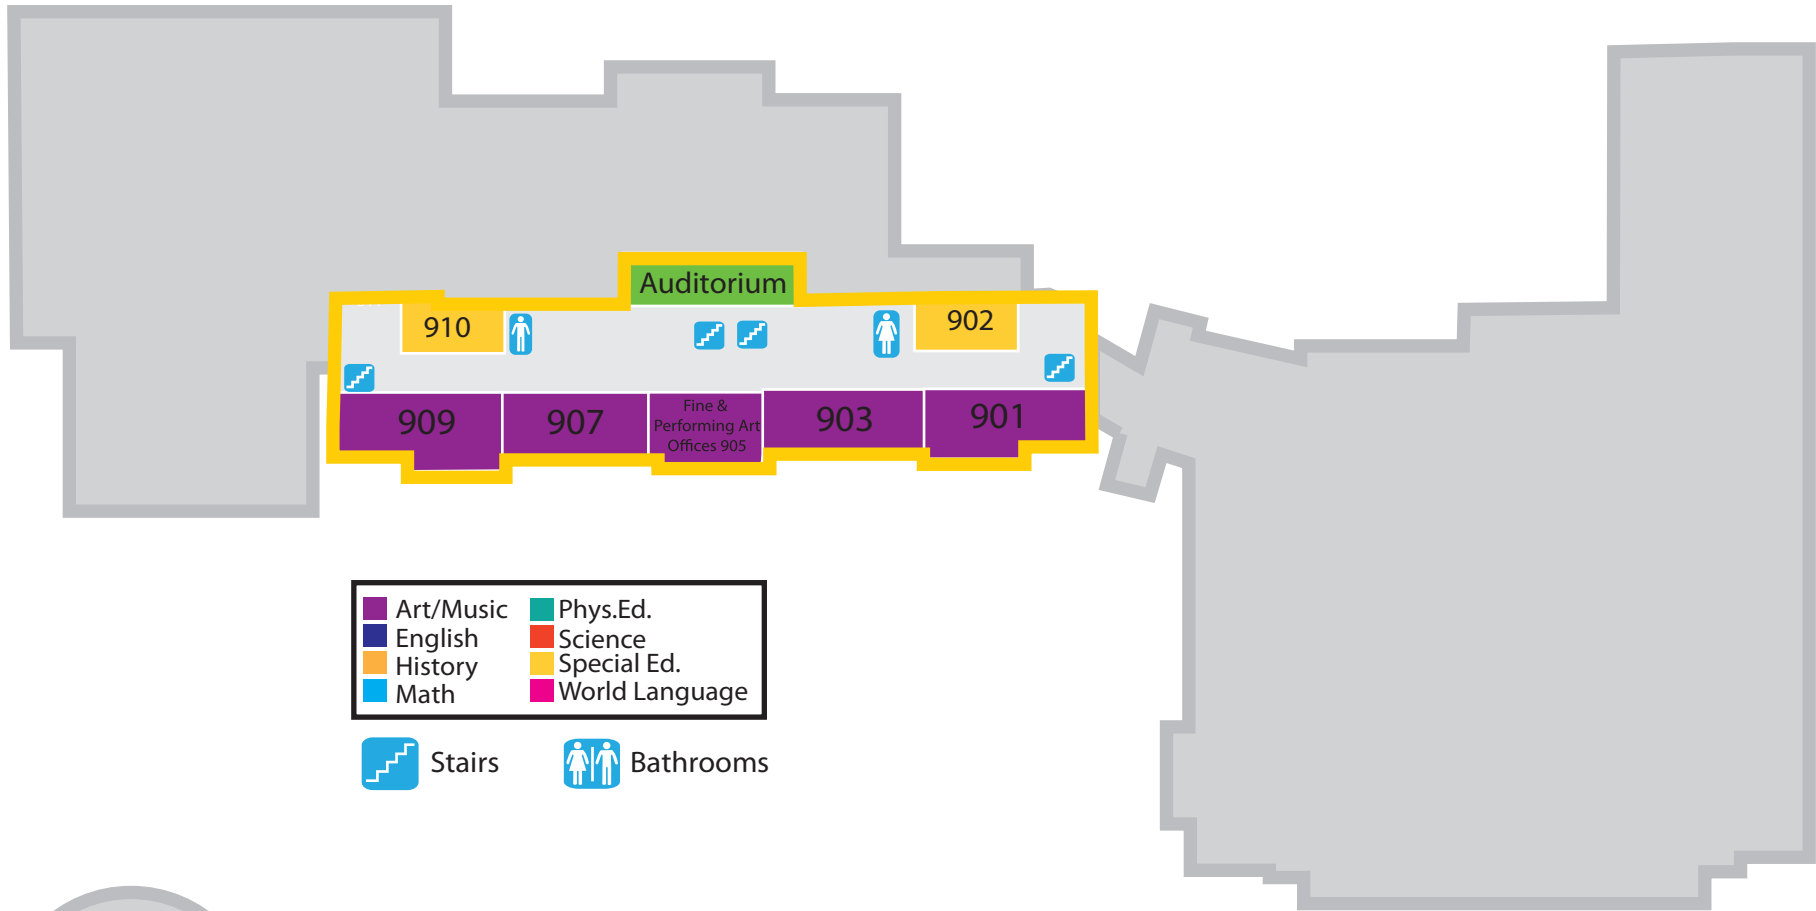 Auditorium
910
902
909
907
Fine &
Performing Art
Offices 905
903
901
Art/Music
English
History
Math
Phys.Ed.
Science
Special Ed.
World Language
Stairs
Bathrooms